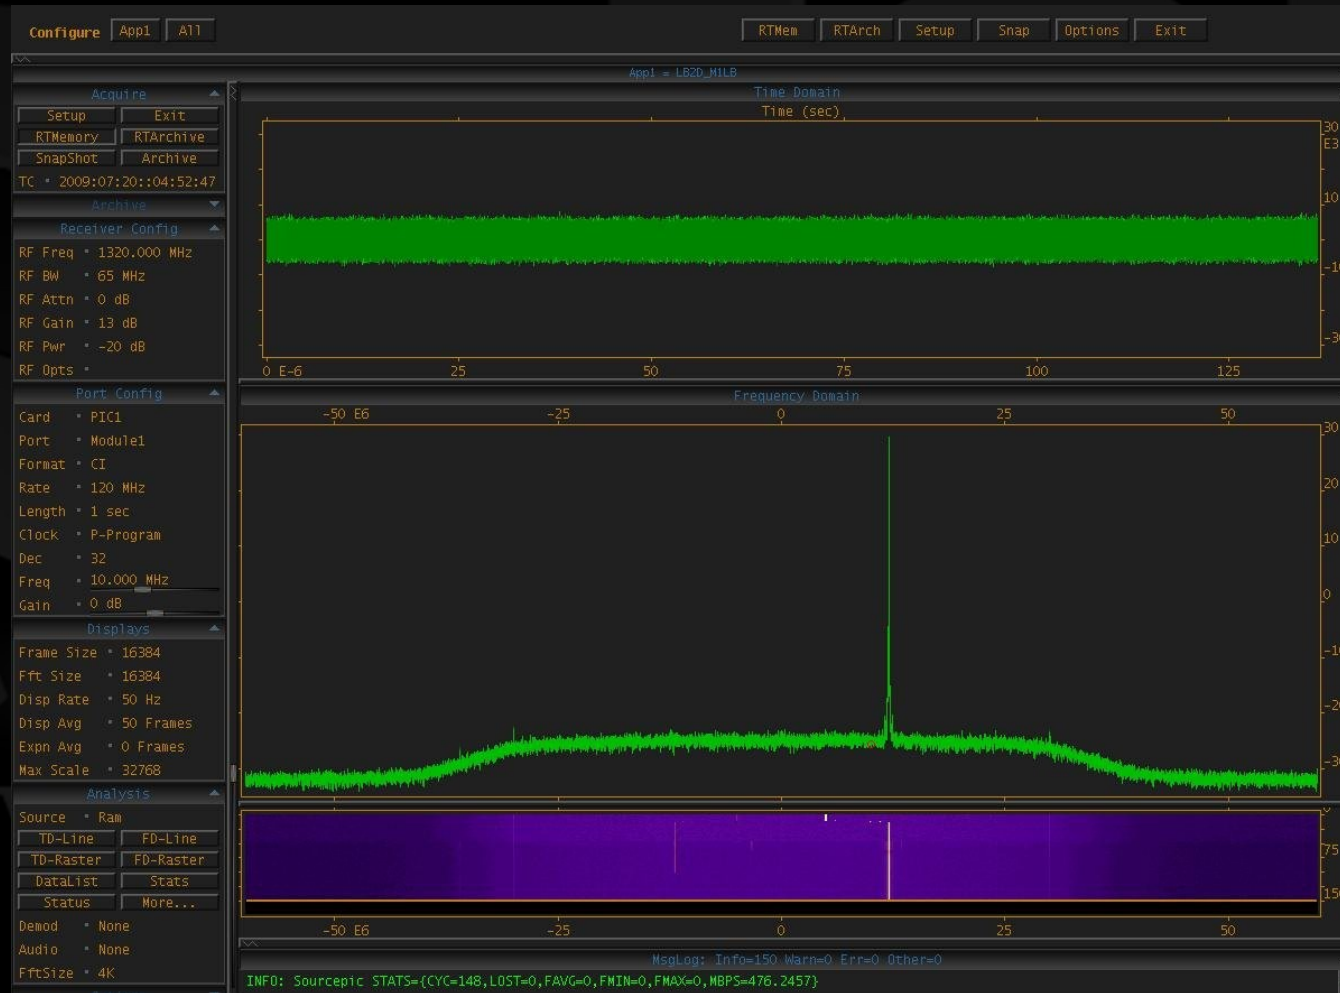 Configure App1 All RTMem RTArch Setup Snap Options Exit
App1 = LB2D_M1LB
Acquire
Setup Exit
RTMemory RTArchive
SnapShot Archive
TC * 2009:07:20::04:52:47
Archive
Receiver Config
RF Freq * 1320.000 MHz
RF BW * 65 MHz
RF Attn * 0 dB
RF Gain * 13 dB
RF Pwr * -20 dB
RF Opts *
Port Config
Card * PIC1
Port * Module1
Format * CI
Rate * 120 MHz
Length * 1 sec
Clock * P-Program
Dec * 32
Freq * 10.000 MHz
Gain * 0 dB
Displays
Frame Size * 16384
Fft Size * 16384
Disp Rate * 50 Hz
Disp Avg * 50 Frames
Expn Avg * 0 Frames
Max Scale * 32768
Analysis
Source * Ram
TD-Line FD-Line
TD-Raster FD-Raster
DataList Stats
Status More...
Demod * None
Audio * None
FftSize * 4K
Time Domain
Time (sec)
30
E3
10
-10
-30
0 E-6 25 50 75 100 125
Frequency Domain
-50 E6 -25 0 25 50
30
20
10
0
-10
-20
-30
75
150
-50 E6 -25 0 25 50
MsgLog: Info=150 Warn=0 Err=0 Other=0
INFO: Sourcepic STATS={CYC=148,LOST=0,FAVG=0,FMIN=0,FMAX=0,MBPS=476.2457}